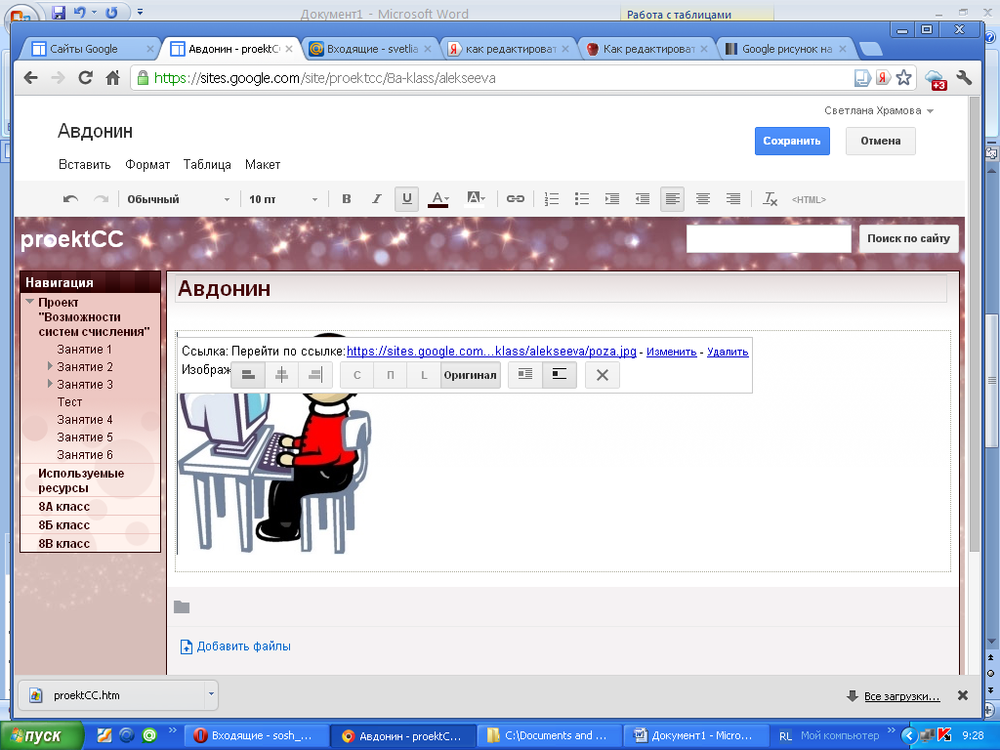 Документ1 - Microsoft Word
Работа с таблицами
Сайты Google
Авдонин - proektC
Входящие - svetlia
как редактироват
Как редактироват
Google рисунок на
https://sites.google.com/site/proektcc/8a-klass/alekseeva
+3
Светлана Храмова
Авдонин
Сохранить
Отмена
Вставить Формат Таблица Макет
Обычный 10 пт B I U A A <HTML>
proektCC
Поиск по сайту
Навигация
Проект
"Возможности
систем счисления"
Занятие 1
Занятие 2
Занятие 3
Тест
Занятие 4
Занятие 5
Занятие 6
Используемые
ресурсы
8А класс
8Б класс
8В класс
Авдонин
Ссылка: Перейти по ссылке:https://sites.google.com...klass/alekseeva/poza.jpg - Изменить - Удалить
Изображ
С П L Оригинал
Добавить файлы
proektCC.htm
Все загрузки...
пуск
Входящие - sosh_...
Авдонин - proektC...
C:\Documents and ...
Документ1 - Micro...
RL
Мой компьютер
9:28